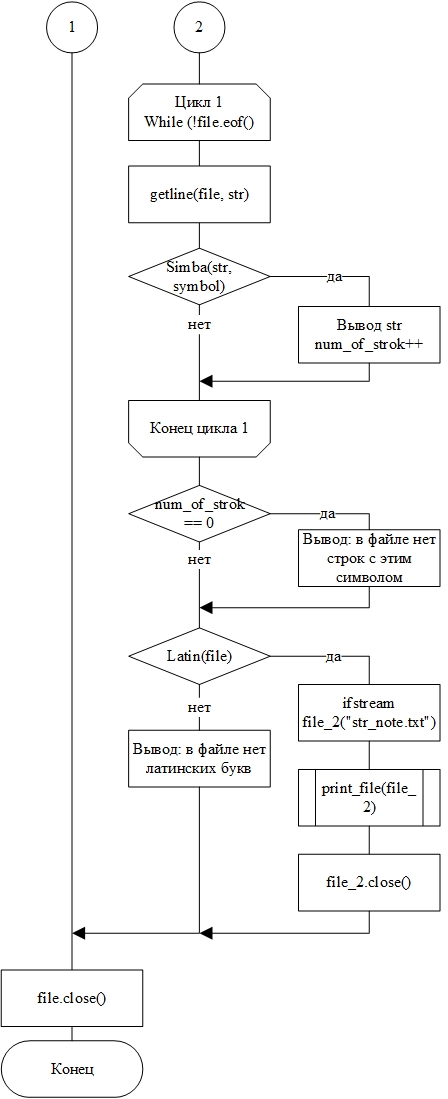 1
2
Цикл 1
While (!file.eof()
getline(file, str)
Simba(str,
symbol)
да
нет
Вывод str
num_of_strok++
Конец цикла 1
num_of_strok
== 0
да
нет
Вывод: в файле нет
строк с этим
символом
Latin(file)
да
нет
ifstream
file_2("str_note.txt")
Вывод: в файле нет
латинских букв
print_file(file_
2)
file_2.close()
file.close()
Конец